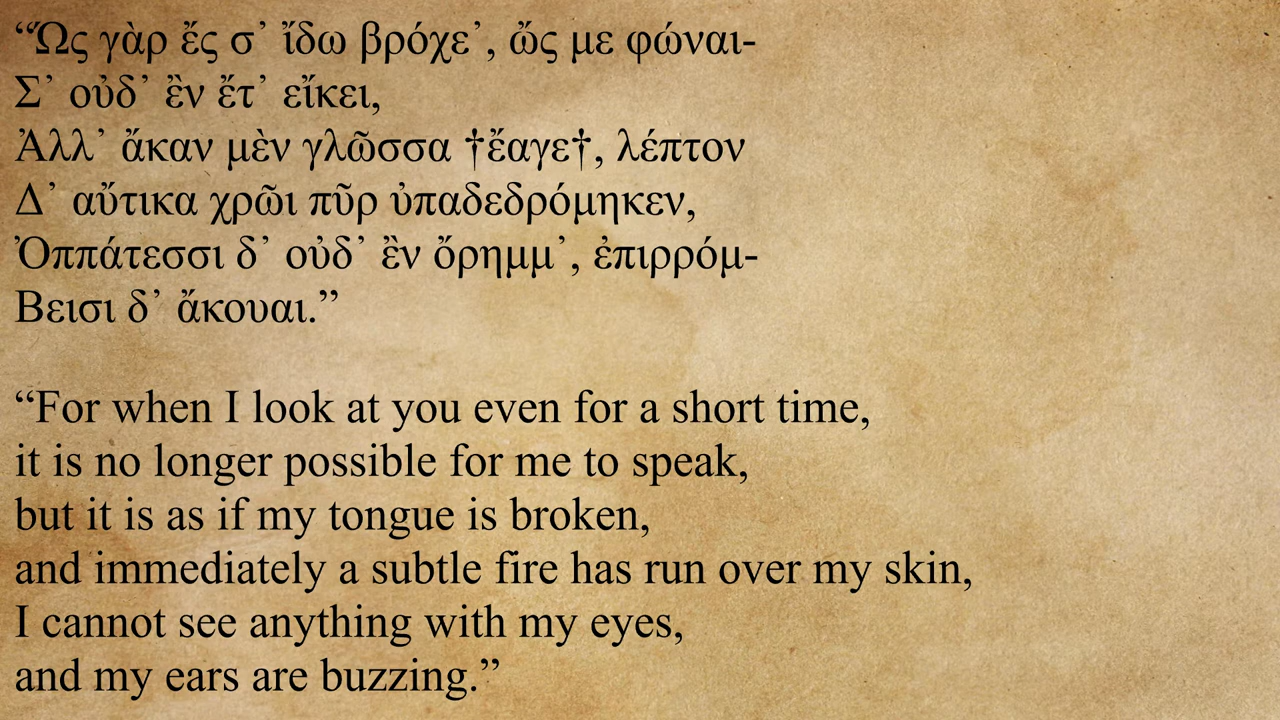 “Ὢς γὰρ ἔς σ᾽ ἴδω βρόχε᾽, ὤς με φώναι-
Σ᾽ οὐδ᾽ ἒν ἔτ᾽ εἴκει,
Ἀλλ᾽ ἄκαν μὲν γλῶσσα †ἔαγε†, λέπτον
Δ᾽ αὔτικα χρῶι πῦρ ὐπαδεδρόμηκεν,
Ὀππάτεσσι δ᾽ οὐδ᾽ ἒν ὄρημμ᾽, ἐπιρρόμ-
Βεισι δ᾽ ἄκουαι.”
“For when I look at you even for a short time,
it is no longer possible for me to speak,
but it is as if my tongue is broken,
and immediately a subtle fire has run over my skin,
I cannot see anything with my eyes,
and my ears are buzzing.”